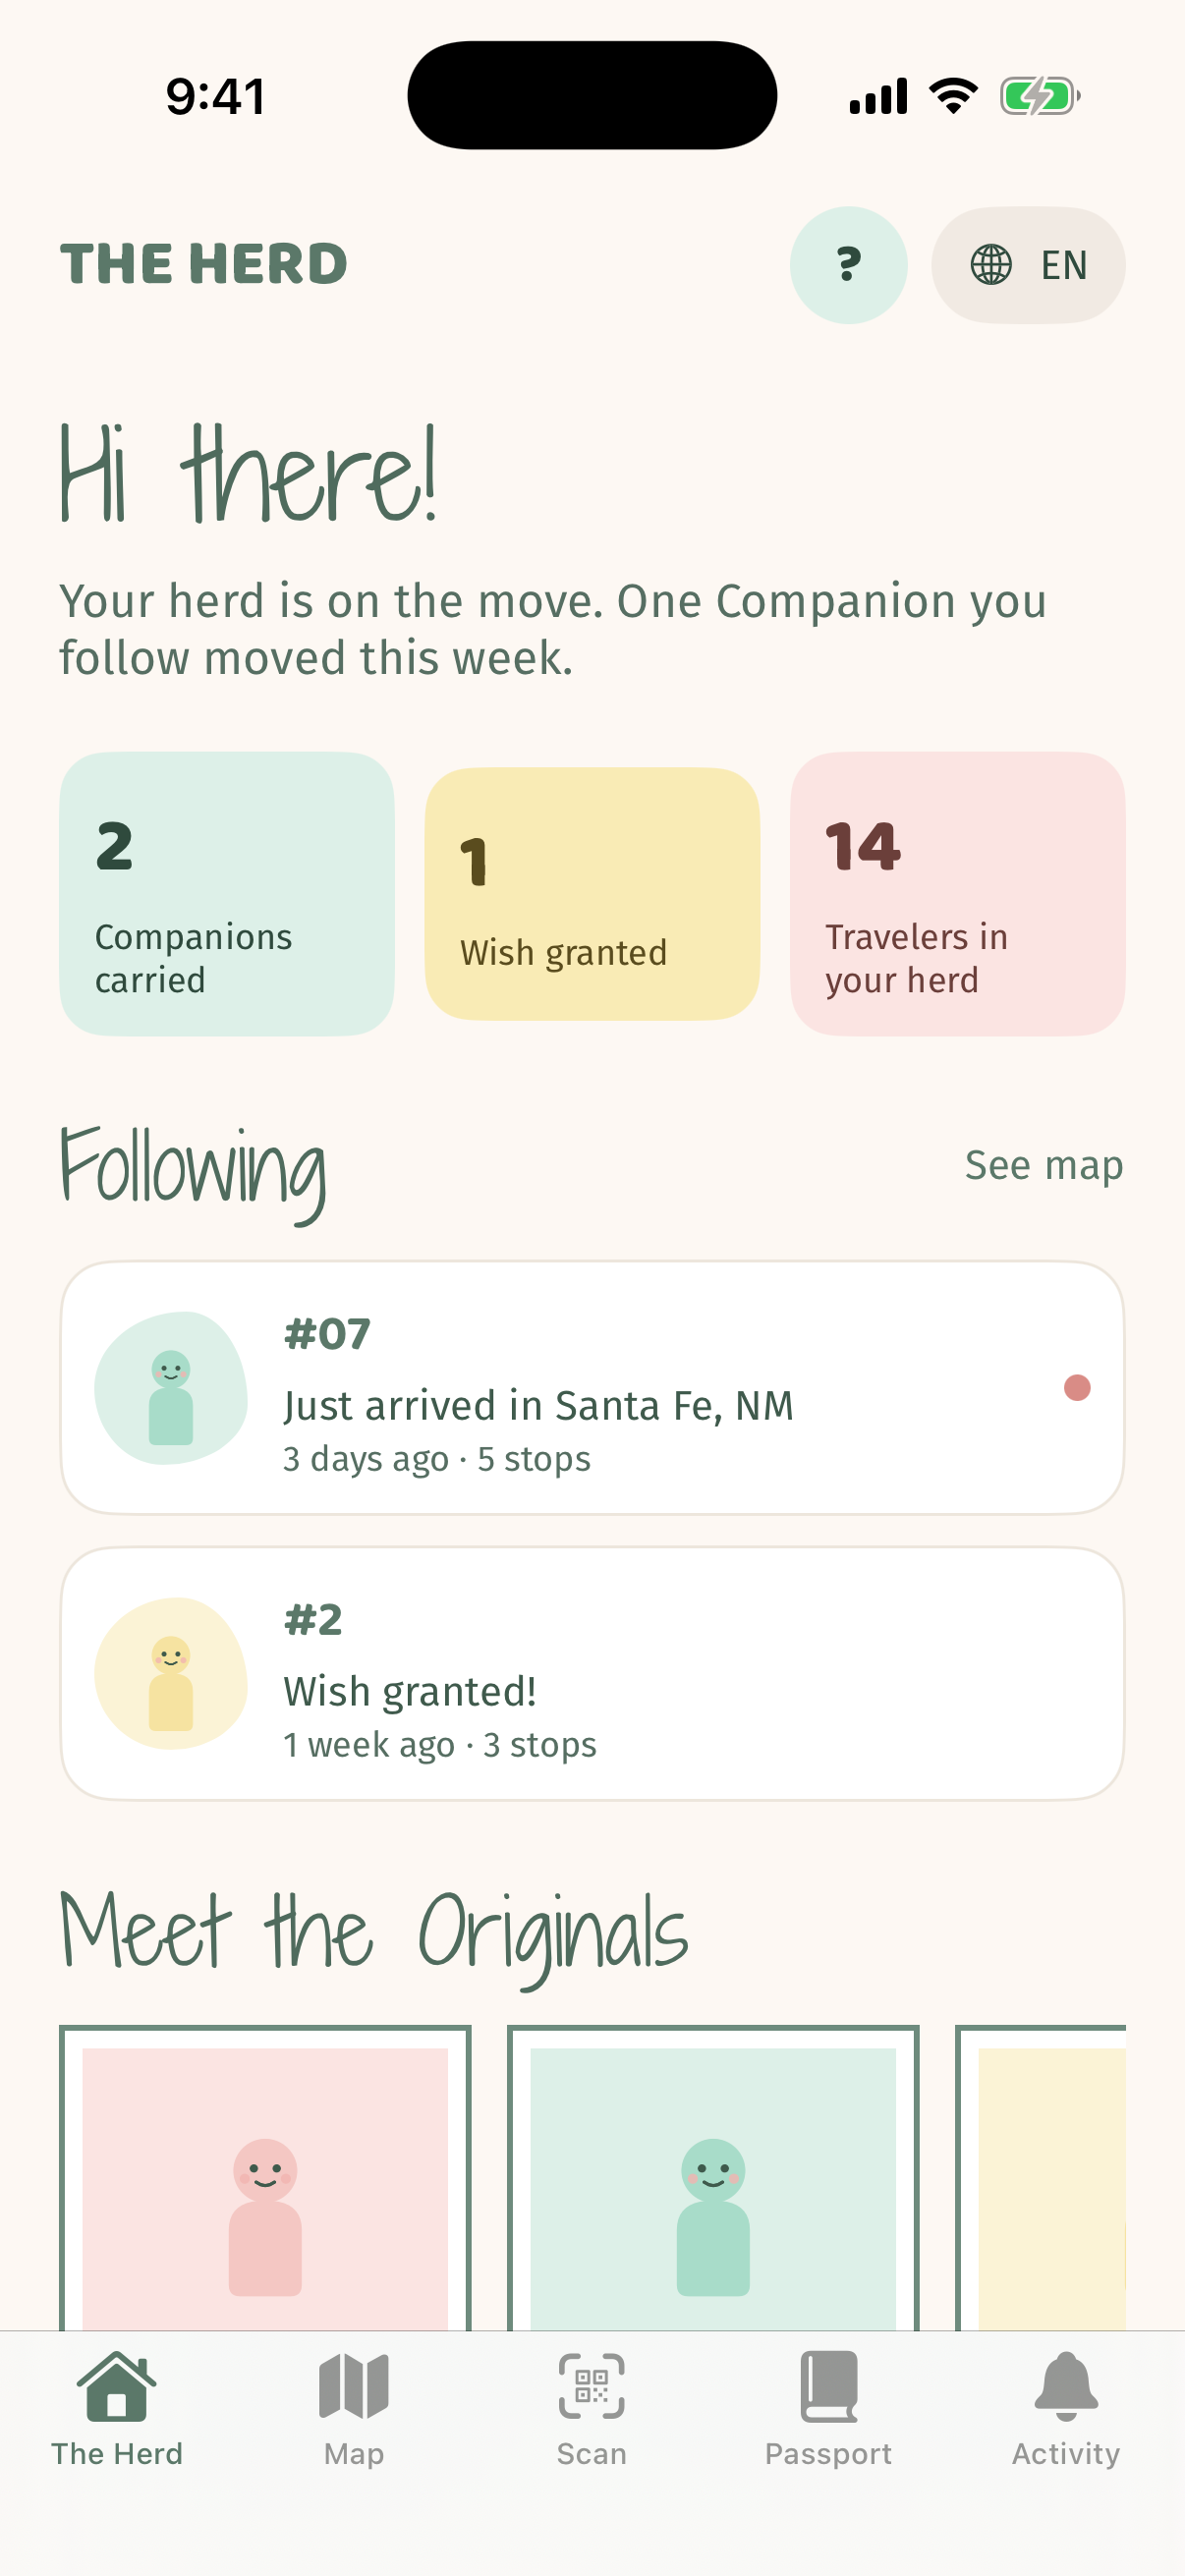 9:41
THE HERD
?
EN
Hi there!
Your herd is on the move. One Companion you
follow moved this week.
2
Companions
carried
1
Wish granted
14
Travelers in
your herd
Following
See map
#07
Just arrived in Santa Fe, NM
3 days ago · 5 stops
#2
Wish granted!
1 week ago · 3 stops
Meet the Originals
The Herd
Map
Scan
Passport
Activity